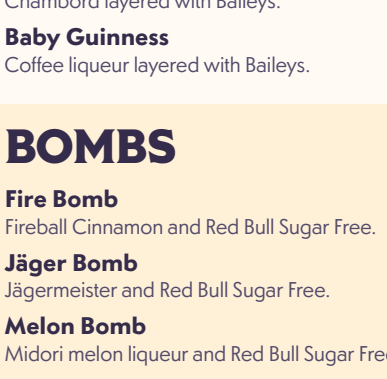 Chambord layered with Baileys.
Baby Guinness
Coffee liqueur layered with Baileys.
BOMBS
Fire Bomb
Fireball Cinnamon and Red Bull Sugar Free.
Jäger Bomb
Jägermeister and Red Bull Sugar Free.
Melon Bomb
Midori melon liqueur and Red Bull Sugar